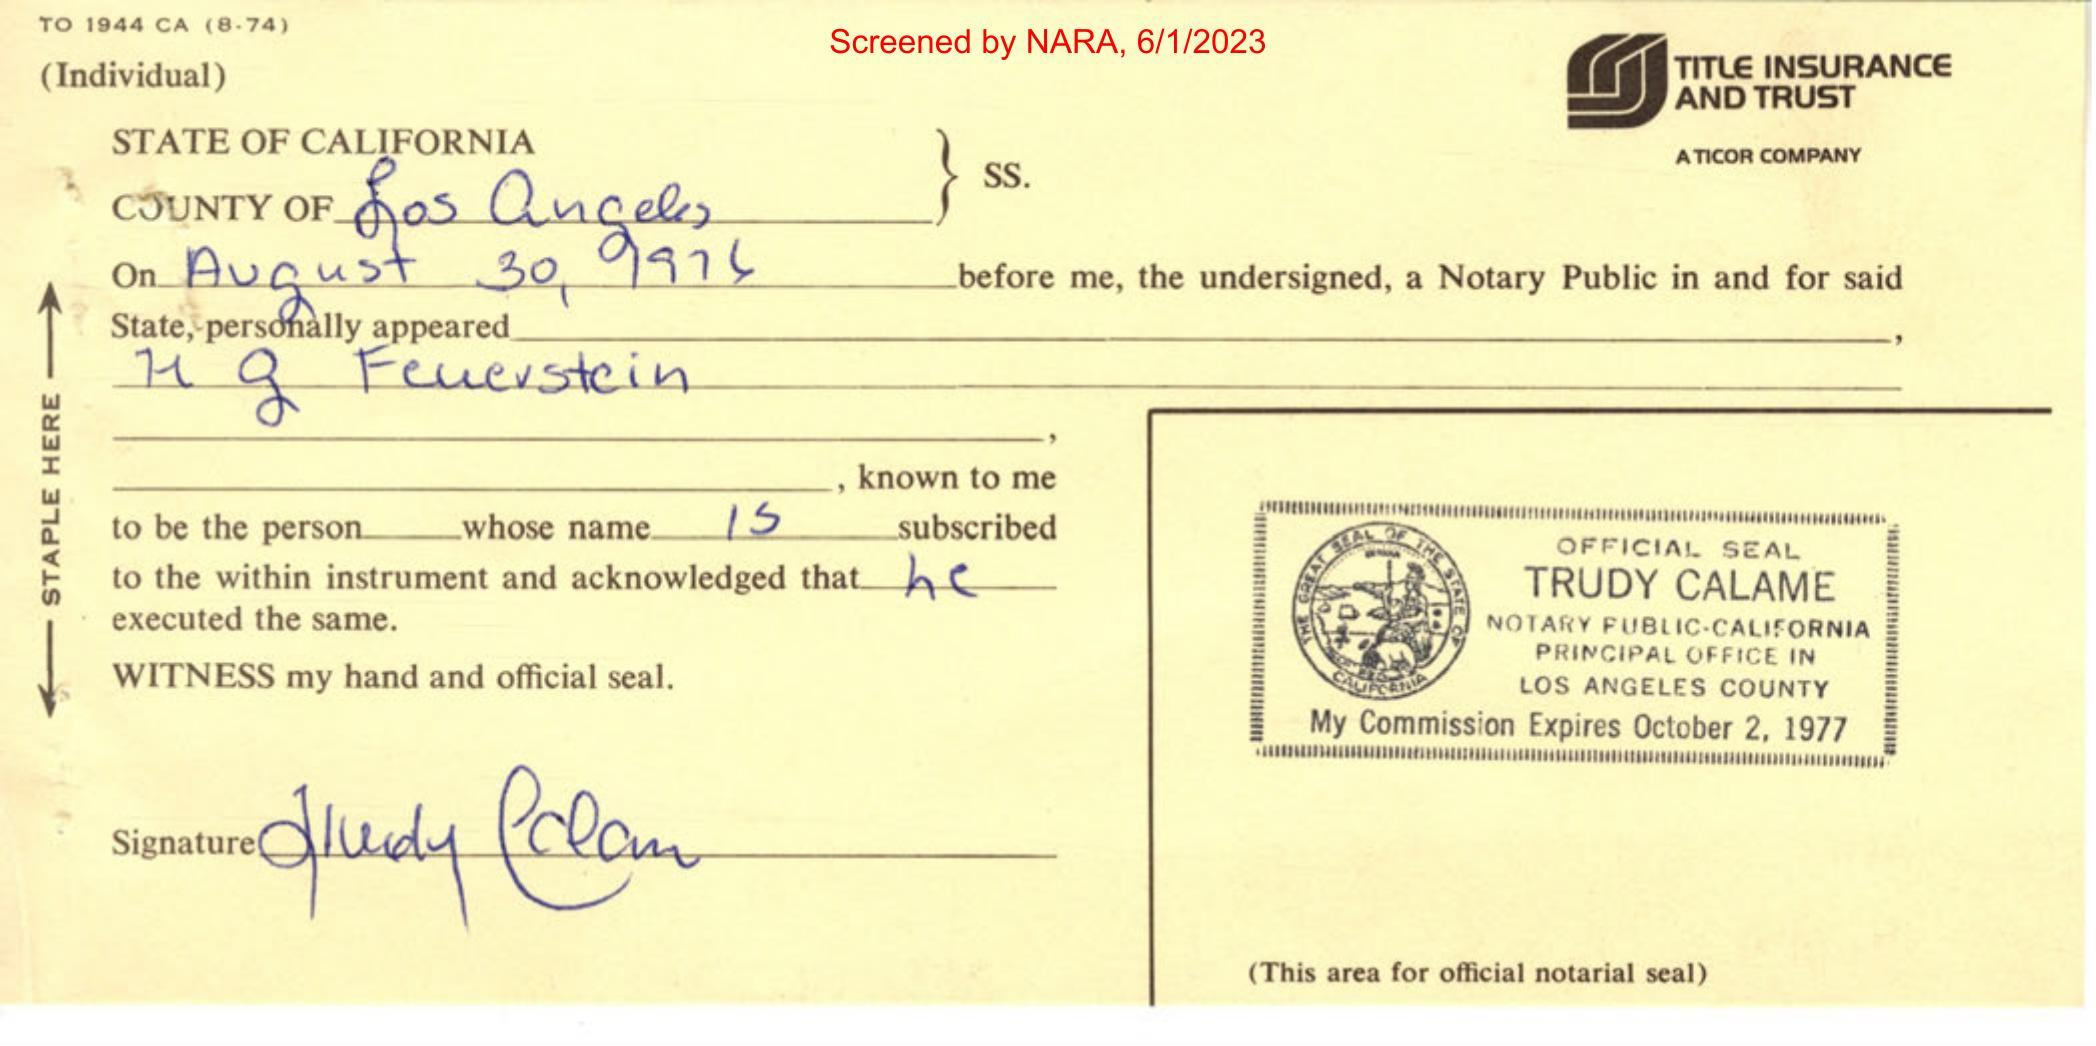 TO 1944 CA (8-74)
Screened by NARA, 6/1/2023
(Individual)
TITLE INSURANCE
AND TRUST
A TICOR COMPANY
STATE OF CALIFORNIA
COUNTY OF Los Angeles } SS.
On August 30, 1976 before me, the undersigned, a Notary Public in and for said
State, personally appeared ,
H G Feuerstein
,
, known to me
to be the person whose name is subscribed
to the within instrument and acknowledged that he
executed the same.
WITNESS my hand and official seal.
Signature Trudy Calam
STAPLE HERE
THE GREAT SEAL OF THE STATE OF CALIFORNIA
OFFICIAL SEAL
TRUDY CALAME
NOTARY PUBLIC-CALIFORNIA
PRINCIPAL OFFICE IN
LOS ANGELES COUNTY
My Commission Expires October 2, 1977
(This area for official notarial seal)